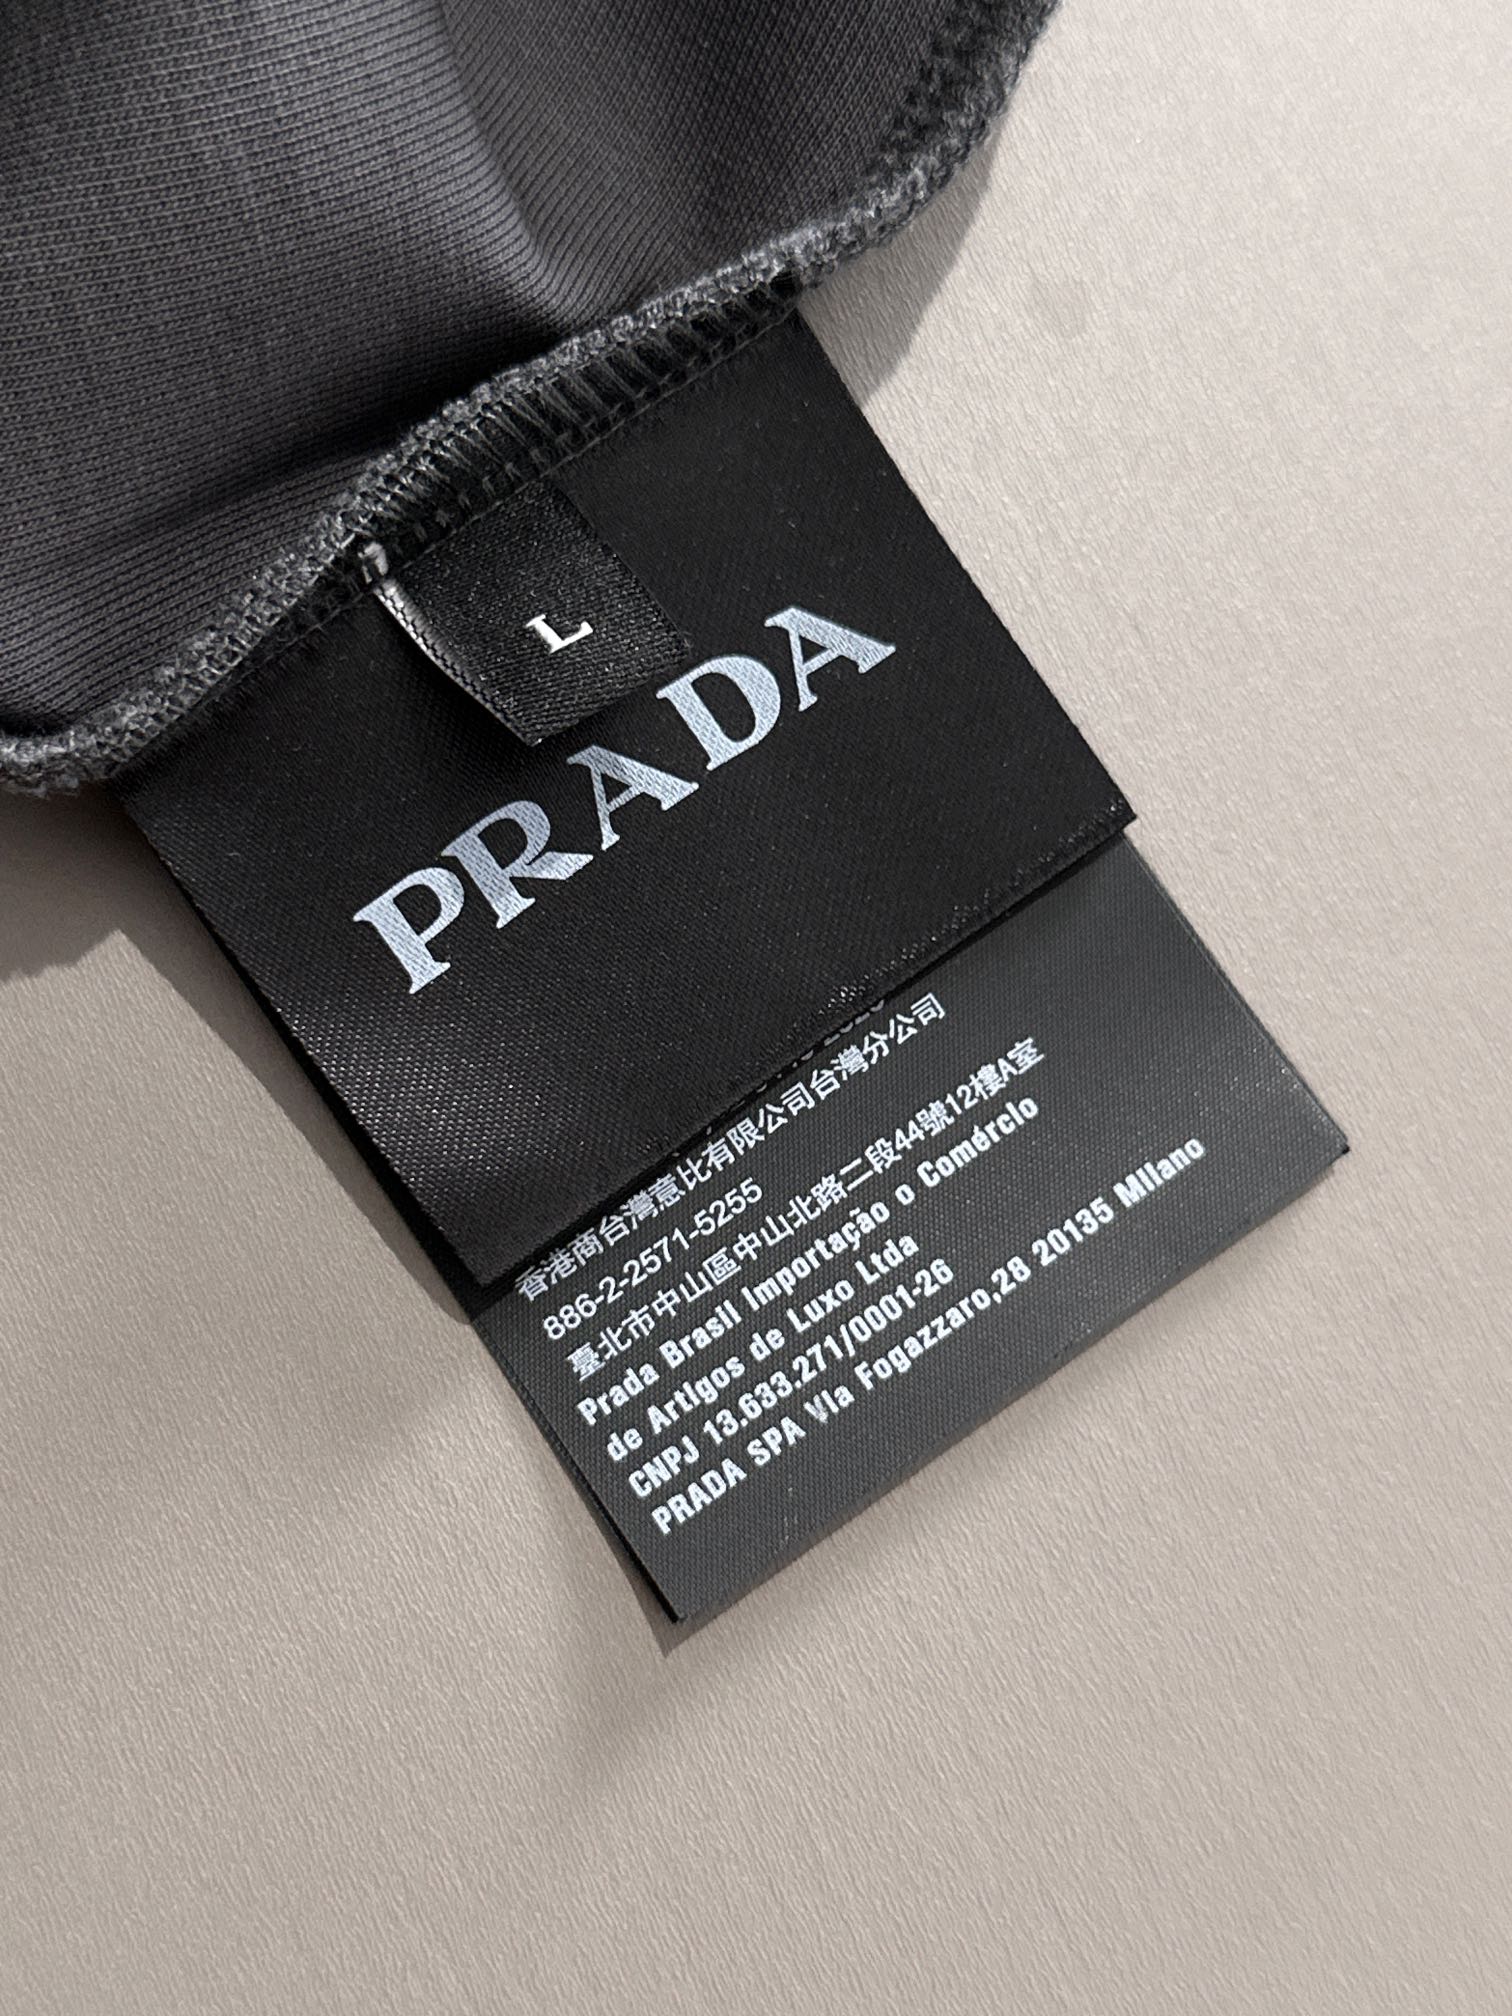 L
PRADA
香港商台灣意比有限公司台灣分公司
886-2-2571-5255
臺北市中山區中山北路二段44號12樓A室
Prada Brasil Importação o Comércio
de Artigos de Luxo Ltda
CNPJ 13.633.271/0001-26
PRADA SPA Via Fogazzaro,28 20135 Milano